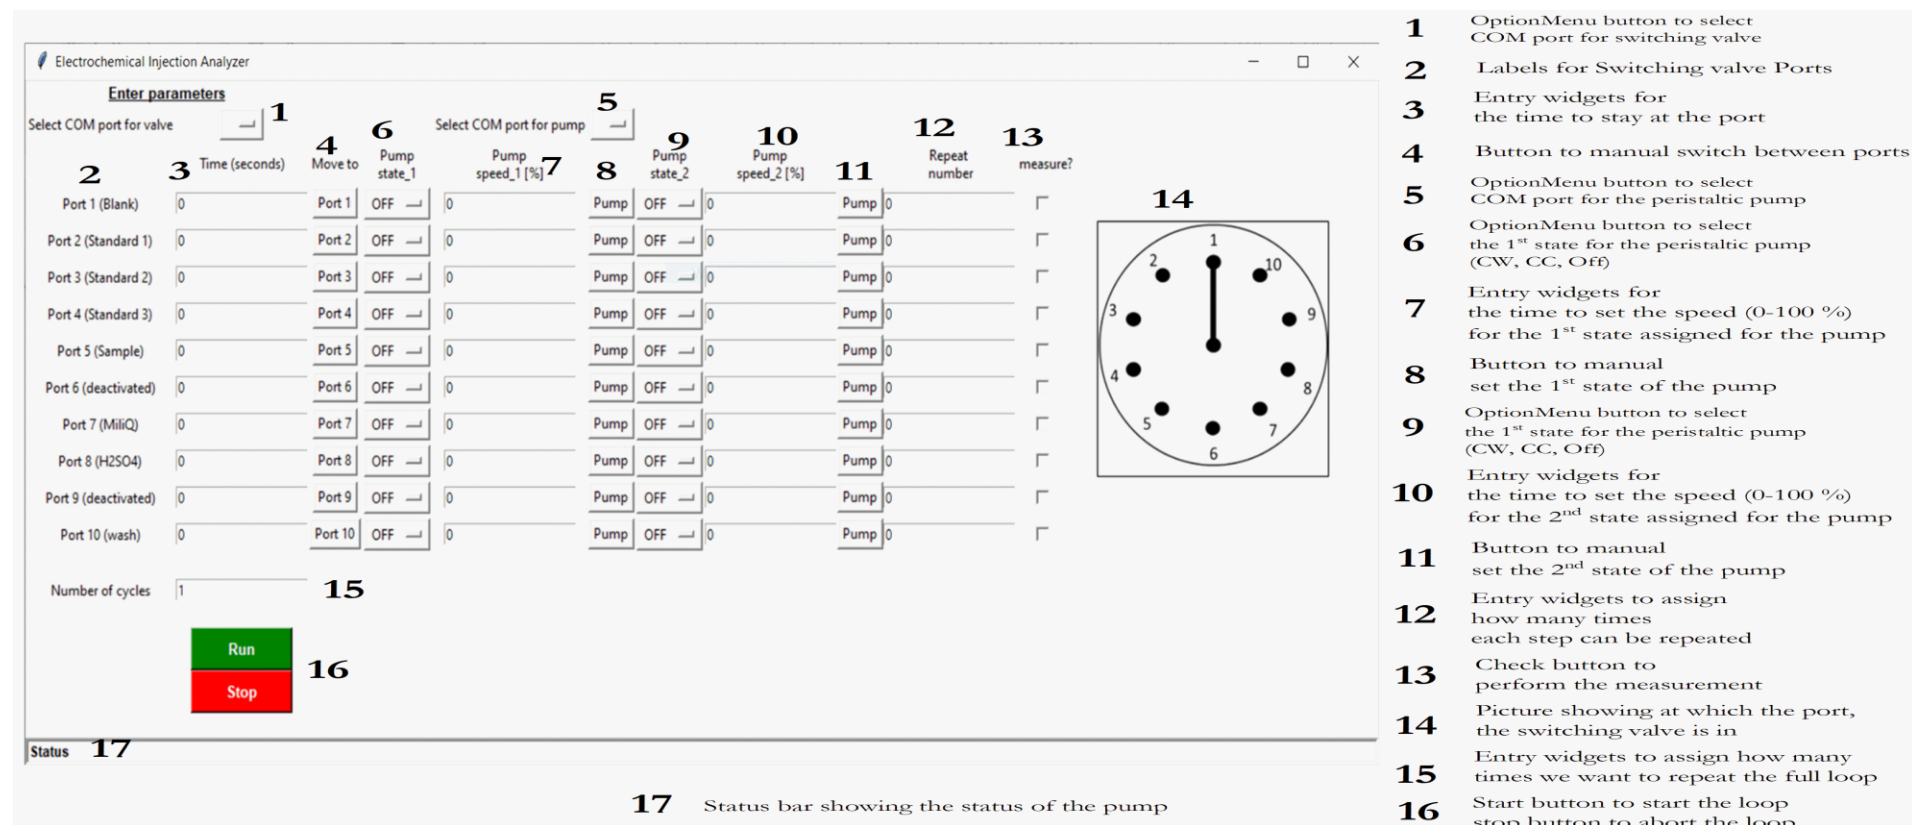 Electrochemical Injection Analyzer
Enter parameters
Select COM port for valve
1
Select COM port for pump
5
2
3
Time (seconds)
4
Move to
6
Pump
state_1
Pump
speed_1 [%]
7
8
9
Pump
state_2
10
Pump
speed_2 [%]
11
12
Repeat
number
13
measure?
Port 1 (Blank) 0 Port 1 OFF 0 Pump OFF 0 Pump 0
Port 2 (Standard 1) 0 Port 2 OFF 0 Pump OFF 0 Pump 0
Port 3 (Standard 2) 0 Port 3 OFF 0 Pump OFF 0 Pump 0
Port 4 (Standard 3) 0 Port 4 OFF 0 Pump OFF 0 Pump 0
Port 5 (Sample) 0 Port 5 OFF 0 Pump OFF 0 Pump 0
Port 6 (deactivated) 0 Port 6 OFF 0 Pump OFF 0 Pump 0
Port 7 (MiliQ) 0 Port 7 OFF 0 Pump OFF 0 Pump 0
Port 8 (H2SO4) 0 Port 8 OFF 0 Pump OFF 0 Pump 0
Port 9 (deactivated) 0 Port 9 OFF 0 Pump OFF 0 Pump 0
Port 10 (wash) 0 Port 10 OFF 0 Pump OFF 0 Pump 0
14
1
2
10
3
9
4
8
5
7
6
Number of cycles 1 15
Run
Stop
16
Status 17
17 Status bar showing the status of the pump
1 OptionMenu button to select
COM port for switching valve
2 Labels for Switching valve Ports
3 Entry widgets for
the time to stay at the port
4 Button to manual switch between ports
5 OptionMenu button to select
COM port for the peristaltic pump
6 OptionMenu button to select
the 1st state for the peristaltic pump
(CW, CC, Off)
7 Entry widgets for
the time to set the speed (0-100 %)
for the 1st state assigned for the pump
8 Button to manual
set the 1st state of the pump
9 OptionMenu button to select
the 1st state for the peristaltic pump
(CW, CC, Off)
10 Entry widgets for
the time to set the speed (0-100 %)
for the 2nd state assigned for the pump
11 Button to manual
set the 2nd state of the pump
12 Entry widgets to assign
how many times
each step can be repeated
13 Check button to
perform the measurement
14 Picture showing at which the port,
the switching valve is in
15 Entry widgets to assign how many
times we want to repeat the full loop
16 Start button to start the loop
stop button to abort the loop